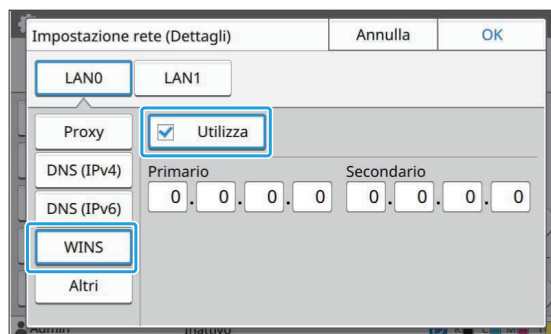 Impostazione rete (Dettagli) Annulla OK
LAN0 LAN1
Proxy
Utilizza
DNS (IPv4)
Primario Secondario
0 . 0 . 0 . 0 0 . 0 . 0 . 0
DNS (IPv6)
WINS
Altri
Admin Inattivo